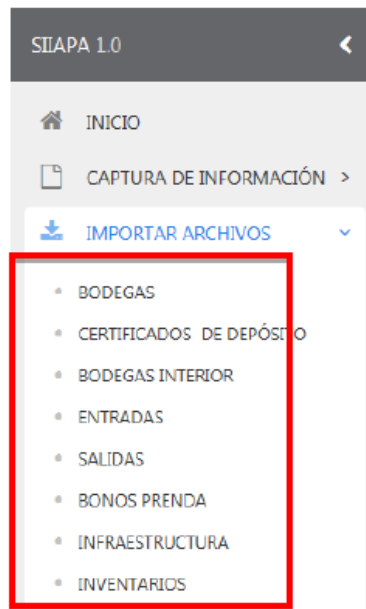 SIIAPA 1.0
INICIO
CAPTURA DE INFORMACIÓN >
IMPORTAR ARCHIVOS
BODEGAS
CERTIFICADOS DE DEPÓSITO
BODEGAS INTERIOR
ENTRADAS
SALIDAS
BONOS PRENDA
INFRAESTRUCTURA
INVENTARIOS